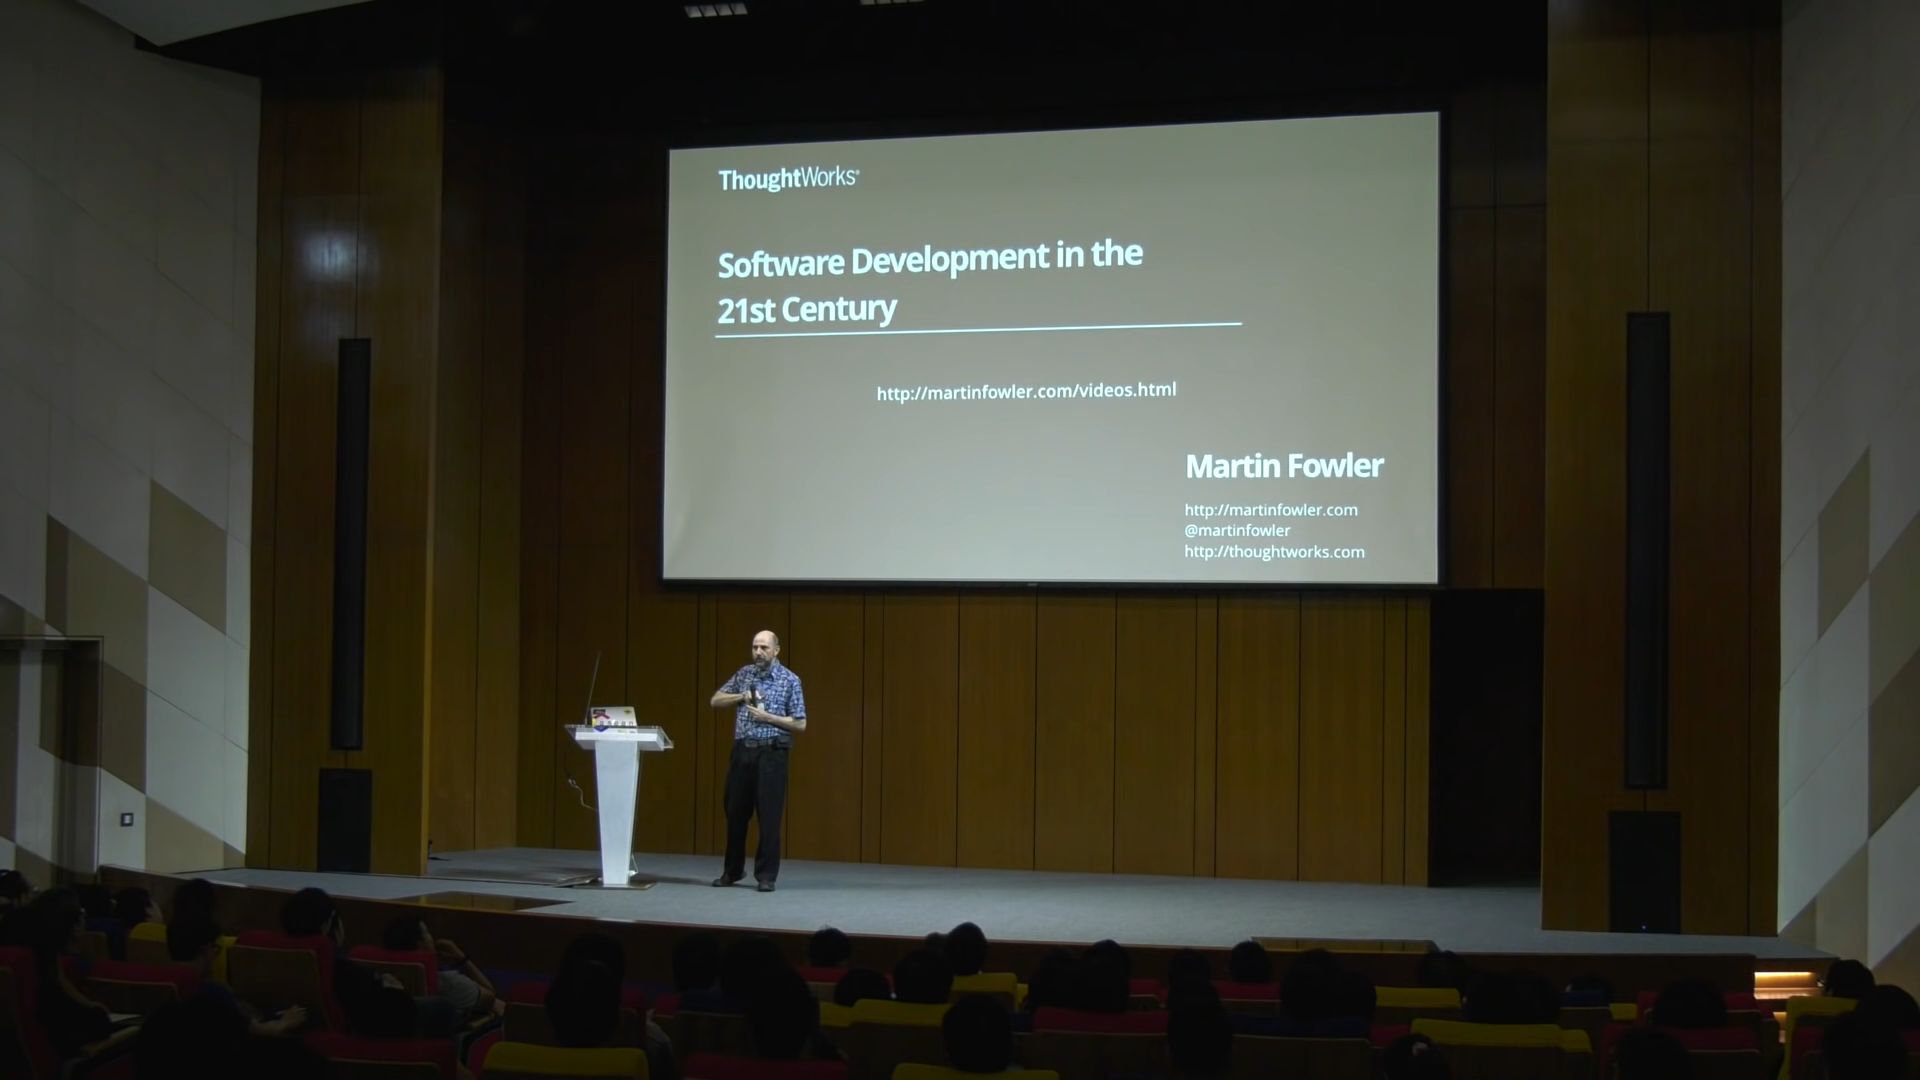 ThoughtWorks®
Software Development in the
21st Century
http://martinfowler.com/videos.html
Martin Fowler
http://martinfowler.com
@martinfowler
http://thoughtworks.com